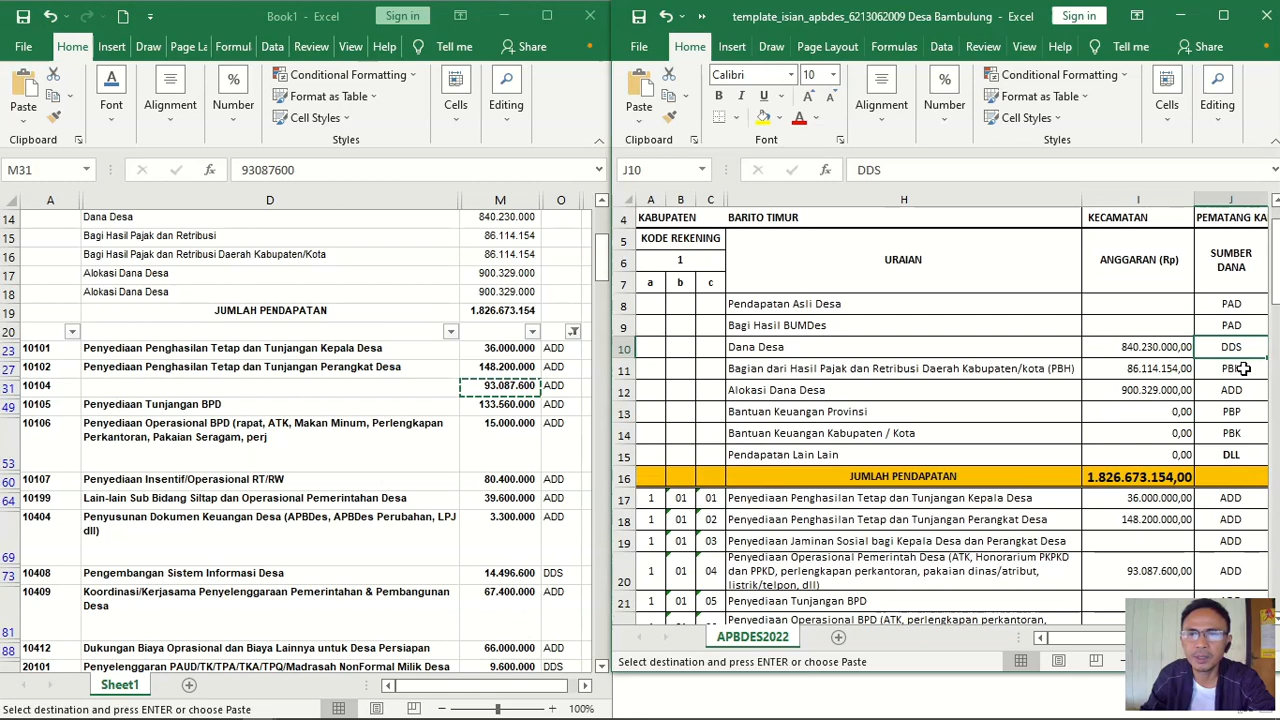 Book1 - Excel
Sign in
File Home Insert Draw Page La Formul Data Review View Help Tell me Share
Paste
Clipboard
Font
Alignment
Number
Conditional Formatting
Format as Table
Cell Styles
Styles
Cells
Editing
M31
93087600
A D M O
14 Dana Desa 840.230.000
15 Bagi Hasil Pajak dan Retribusi 86.114.154
16 Bagi Hasil Pajak dan Retribusi Daerah Kabupaten/Kota 86.114.154
17 Alokasi Dana Desa 900.329.000
18 Alokasi Dana Desa 900.329.000
19 JUMLAH PENDAPATAN 1.826.673.154
20
23 10101 Penyediaan Penghasilan Tetap dan Tunjangan Kepala Desa 36.000.000 ADD
27 10102 Penyediaan Penghasilan Tetap dan Tunjangan Perangkat Desa 148.200.000 ADD
31 10104 93.087.600 ADD
49 10105 Penyediaan Tunjangan BPD 133.560.000 ADD
10106 Penyediaan Operasional BPD (rapat, ATK, Makan Minum, Perlengkapan 15.000.000 ADD
Perkantoran, Pakaian Seragam, perj
53
60 10107 Penyediaan Insentif/Operasional RT/RW 80.400.000 ADD
64 10199 Lain-lain Sub Bidang Siltap dan Operasional Pemerintahan Desa 39.600.000 ADD
10404 Penyusunan Dokumen Keuangan Desa (APBDes, APBDes Perubahan, LPJ 3.300.000 ADD
dll)
69
73 10408 Pengembangan Sistem Informasi Desa 14.496.600 DDS
10409 Koordinasi/Kerjasama Penyelenggaraan Pemerintahan & Pembangunan 67.400.000 ADD
Desa
81
88 10412 Dukungan Biaya Oprasional dan Biaya Lainnya untuk Desa Persiapan 66.000.000 ADD
20101 Penyelenggaran PAUD/TK/TPA/TKA/TPQ/Madrasah NonFormal Milik Desa 9.600.000 DDS
Sheet1
Select destination and press ENTER or choose Paste
100%
template_isian_apbdes_6213062009 Desa Bambulung - Excel
Sign in
File Home Insert Draw Page Layout Formulas Data Review View Help Tell me Share
Paste
Clipboard
Calibri 10
B I U
Font
Alignment
Number
Conditional Formatting
Format as Table
Cell Styles
Styles
Cells
Editing
J10
DDS
A B C H I J
4 KABUPATEN BARITO TIMUR KECAMATAN PEMATANG KA
5 KODE REKENING
6 1 URAIAN ANGGARAN (Rp) SUMBER
DANA
7 a b c
8 Pendapatan Asli Desa PAD
9 Bagi Hasil BUMDes PAD
10 Dana Desa 840.230.000,00 DDS
11 Bagian dari Hasil Pajak dan Retribusi Daerah Kabupaten/kota (PBH) 86.114.154,00
12 Alokasi Dana Desa 900.329.000,00 ADD
13 Bantuan Keuangan Provinsi 0,00 PBP
14 Bantuan Keuangan Kabupaten / Kota 0,00 PBK
15 Pendapatan Lain Lain 0,00 DLL
16 JUMLAH PENDAPATAN 1.826.673.154,00
17 1 01 01 Penyediaan Penghasilan Tetap dan Tunjangan Kepala Desa 36.000.000,00 ADD
18 1 01 02 Penyediaan Penghasilan Tetap dan Tunjangan Perangkat Desa 148.200.000,00 ADD
19 1 01 03 Penyediaan Jaminan Sosial bagi Kepala Desa dan Perangkat Desa ADD
Penyediaan Operasional Pemerintah Desa (ATK, Honorarium PKPKD
20 1 01 04 dan PPKD, perlengkapan perkantoran, pakaian dinas/atribut, 93.087.600,00 ADD
listrik/telpon, dll)
21 1 01 05 Penyediaan Tunjangan BPD
Penyediaan Operasional BPD (ATK, perlengkapan perkantoran,
APBDES2022
Select destination and press ENTER or choose Paste